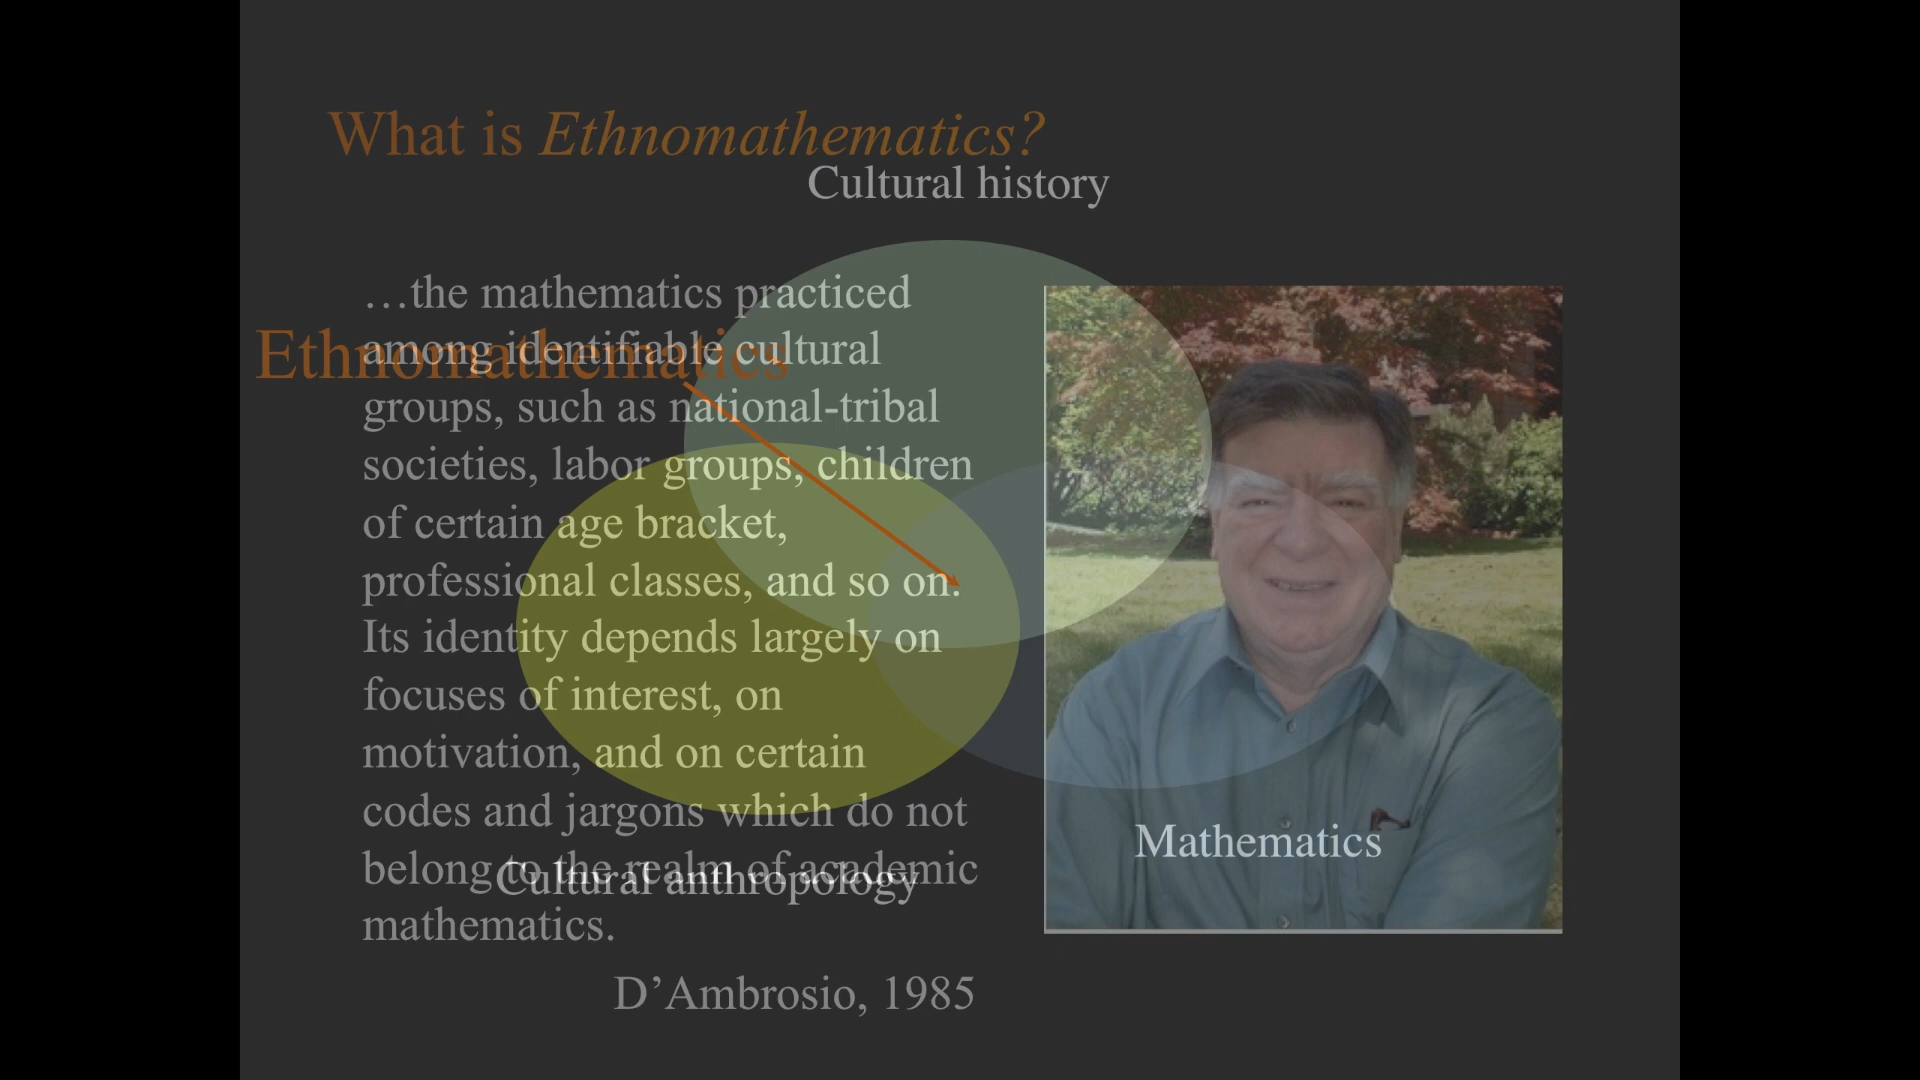 What is Ethnomathematics?
Cultural history
…the mathematics practiced
among identifiable cultural
Ethnomathematics
groups, such as national-tribal
societies, labor groups, children
of certain age bracket,
professional classes, and so on.
Its identity depends largely on
focuses of interest, on
motivation, and on certain
codes and jargons which do not
Mathematics
belong to the realm of academic
Cultural anthropology
mathematics.
D’Ambrosio, 1985